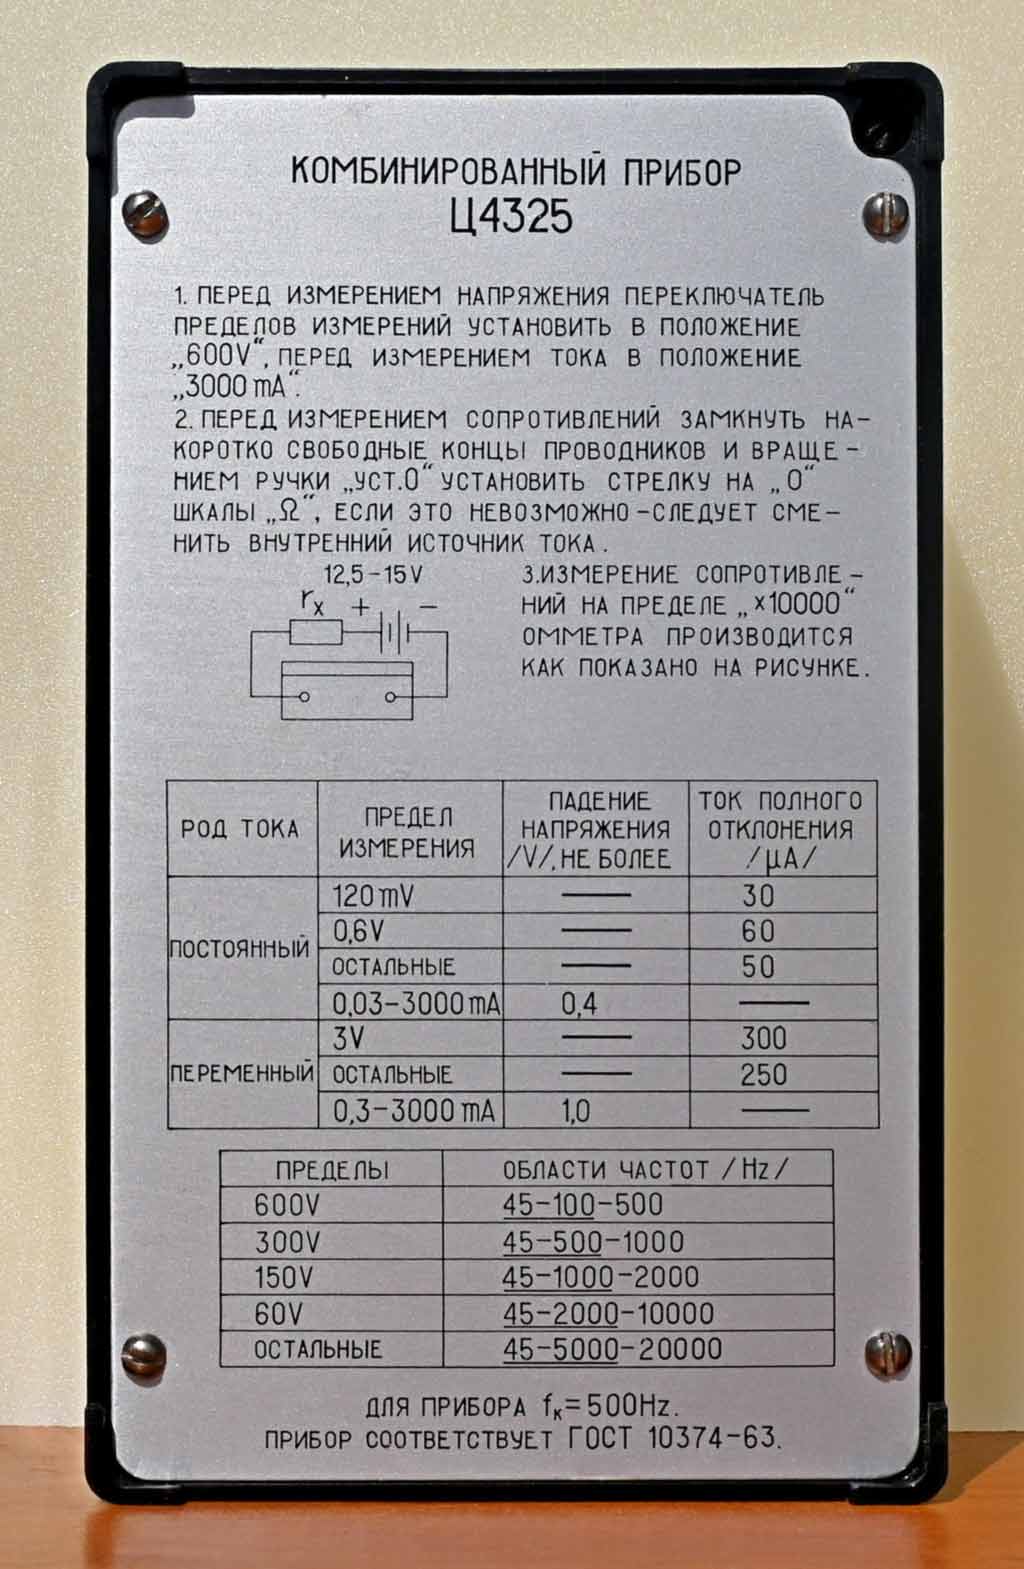 КОМБИНИРОВАННЫЙ ПРИБОР
Ц4325
1. ПЕРЕД ИЗМЕРЕНИЕМ НАПРЯЖЕНИЯ ПЕРЕКЛЮЧАТЕЛЬ
ПРЕДЕЛОВ ИЗМЕРЕНИЙ УСТАНОВИТЬ В ПОЛОЖЕНИЕ
„600V“, ПЕРЕД ИЗМЕРЕНИЕМ ТОКА В ПОЛОЖЕНИЕ
„3000 mA“.
2. ПЕРЕД ИЗМЕРЕНИЕМ СОПРОТИВЛЕНИЙ ЗАМКНУТЬ НА-
КОРОТКО СВОБОДНЫЕ КОНЦЫ ПРОВОДНИКОВ И ВРАЩЕ-
НИЕМ РУЧКИ „УСТ.0“ УСТАНОВИТЬ СТРЕЛКУ НА „0“
ШКАЛЫ „Ω“, ЕСЛИ ЭТО НЕВОЗМОЖНО-СЛЕДУЕТ СМЕ-
НИТЬ ВНУТРЕННИЙ ИСТОЧНИК ТОКА.
12,5-15V
rx + -
3.ИЗМЕРЕНИЕ СОПРОТИВЛЕ-
НИЙ НА ПРЕДЕЛЕ „×10000“
ОММЕТРА ПРОИЗВОДИТСЯ
КАК ПОКАЗАНО НА РИСУНКЕ.
РОД ТОКА ПРЕДЕЛ ИЗМЕРЕНИЯ ПАДЕНИЕ НАПРЯЖЕНИЯ /V/, НЕ БОЛЕЕ ТОК ПОЛНОГО ОТКЛОНЕНИЯ /μA/
ПОСТОЯННЫЙ 120mV — 30
0,6V — 60
ОСТАЛЬНЫЕ — 50
0,03-3000mA 0,4 —
ПЕРЕМЕННЫЙ 3V — 300
ОСТАЛЬНЫЕ — 250
0,3-3000mA 1,0 —
ПРЕДЕЛЫ ОБЛАСТИ ЧАСТОТ /Hz/
600V 45-100-500
300V 45-500-1000
150V 45-1000-2000
60V 45-2000-10000
ОСТАЛЬНЫЕ 45-5000-20000
ДЛЯ ПРИБОРА fк=500Hz.
ПРИБОР СООТВЕТСТВУЕТ ГОСТ 10374-63.